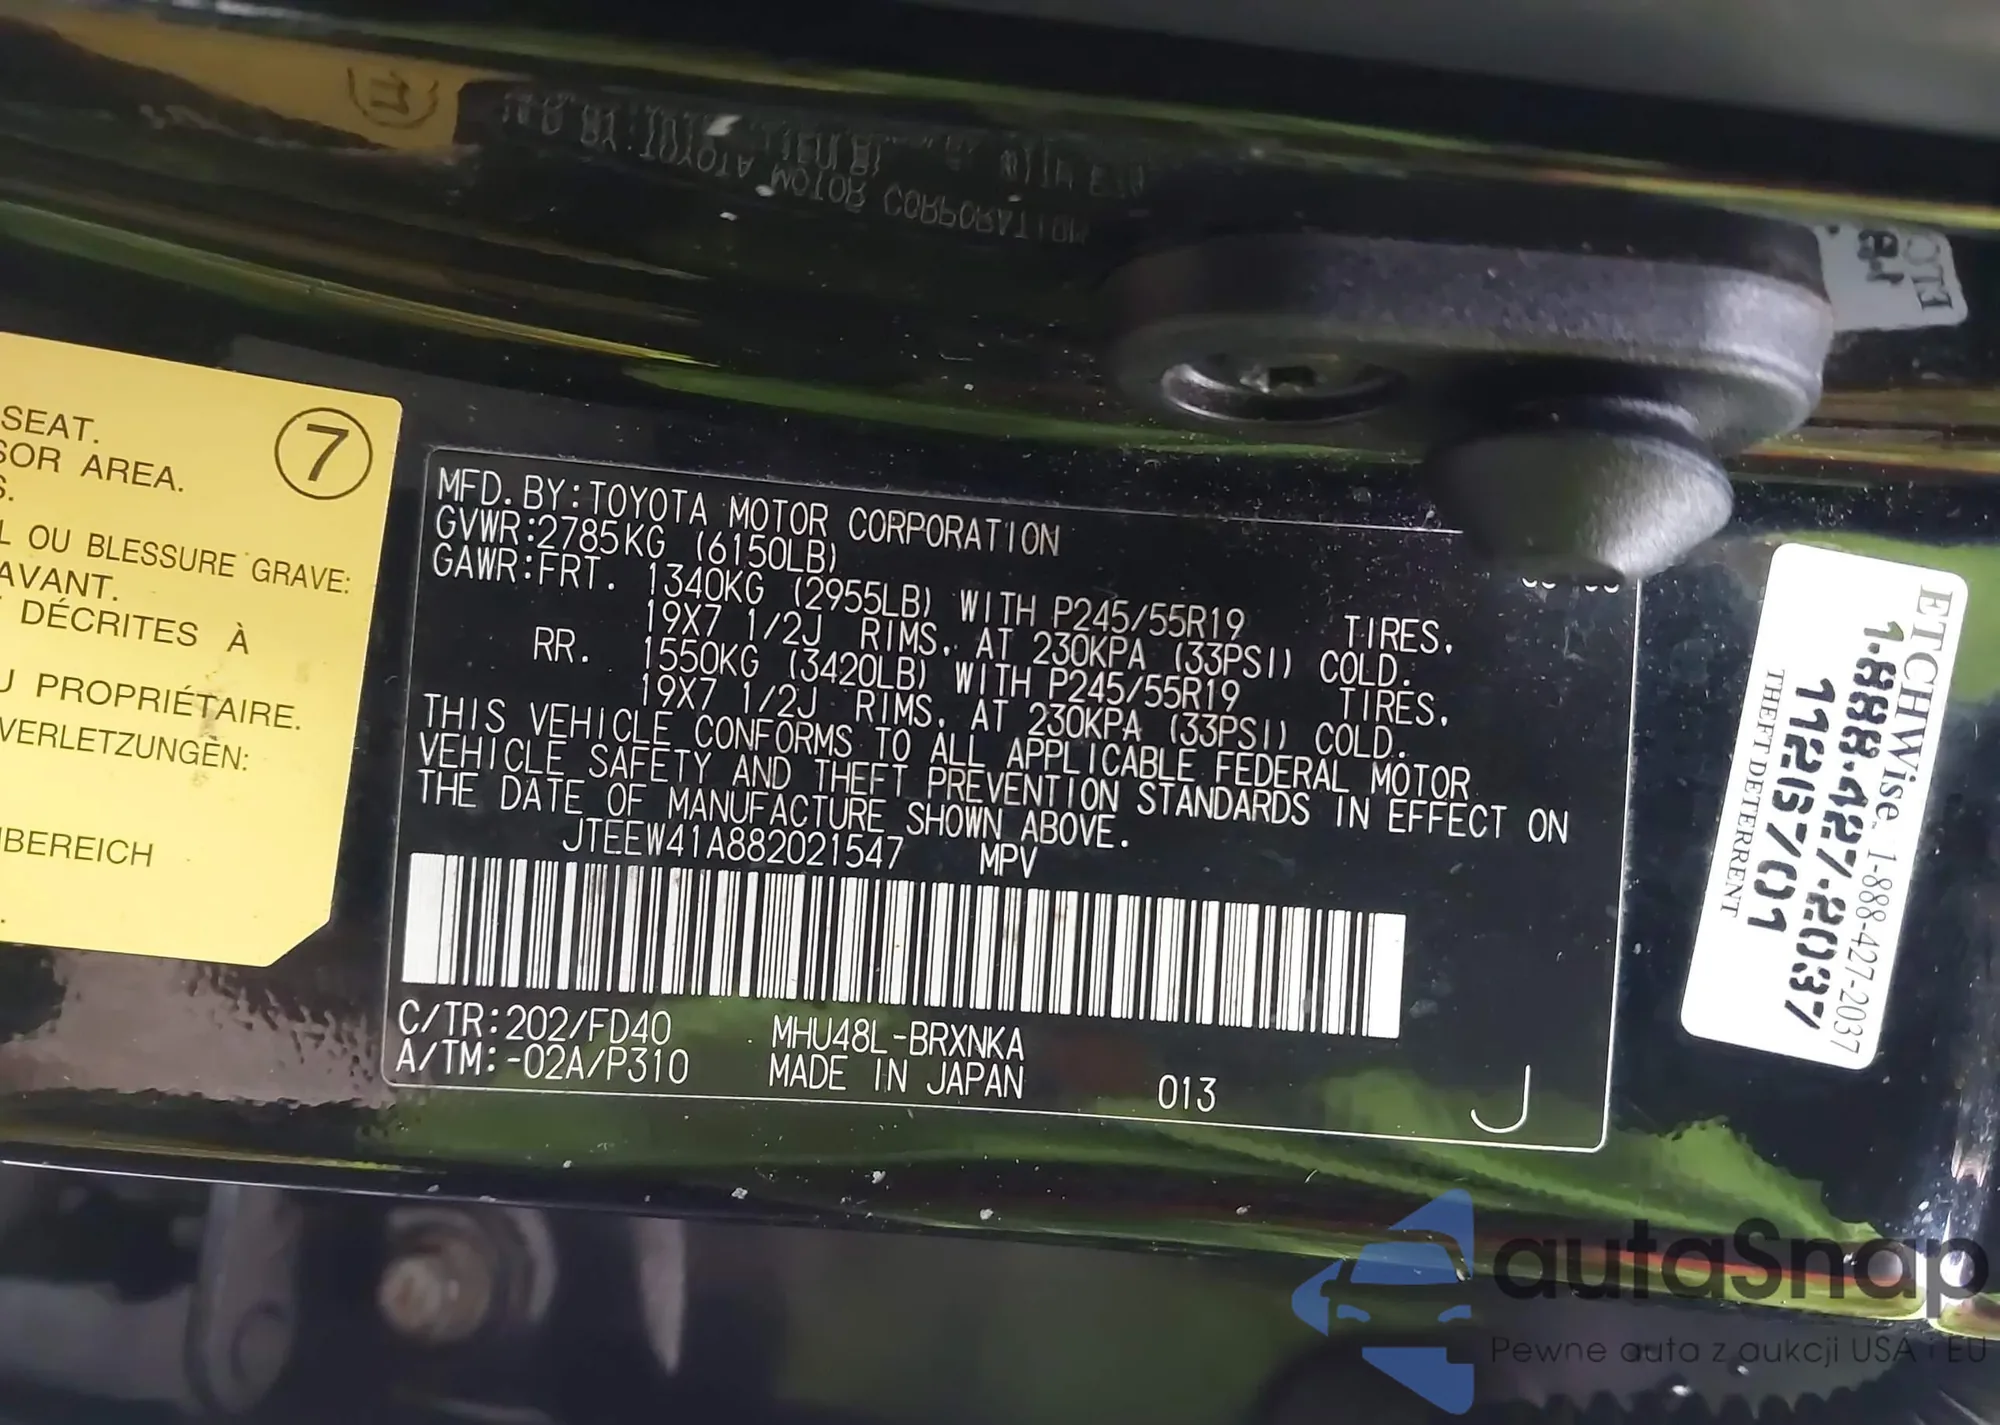 SEAT.
SOR AREA.
S.
L OU BLESSURE GRAVE:
AVANT.
DÉCRITES À
U PROPRIÉTAIRE.
VERLETZUNGEN:
BEREICH
7
MFD. BY:TOYOTA MOTOR CORPORATION
GVWR:2785KG (6150LB)
GAWR:FRT. 1340KG (2955LB) WITH P245/55R19 TIRES.
19X7 1/2J RIMS, AT 230KPA (33PSI) COLD.
RR. 1550KG (3420LB) WITH P245/55R19 TIRES.
19X7 1/2J RIMS, AT 230KPA (33PSI) COLD.
THIS VEHICLE CONFORMS TO ALL APPLICABLE FEDERAL MOTOR
VEHICLE SAFETY AND THEFT PREVENTION STANDARDS IN EFFECT ON
THE DATE OF MANUFACTURE SHOWN ABOVE.
JTEEW41A882021547 MPV
C/TR:202/FD40 MHU48L-BRXNKA
A/TM:-02A/P310 MADE IN JAPAN 013 J
ETCHWise 1-888-427-2037
1.888.427.2037
THEFT DETERRENT
autaSnap
Pewne auta z aukcji USA i EU